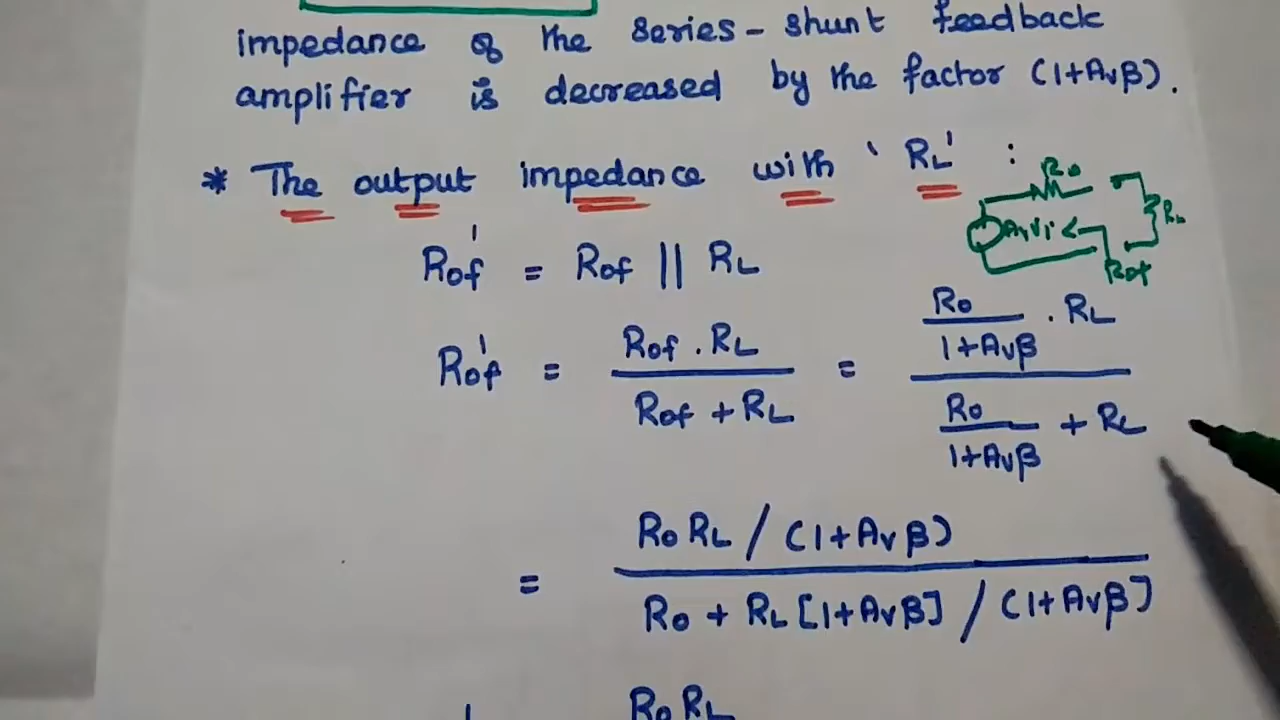 impedance of the series - shunt feedback
amplifier is decreased by the factor (1+Avβ).
* The output impedance with 'RL' :
Ro
AvVi
RL
Rof
Rof' = Rof || RL
Rof' = Rof . RL / Rof + RL = Ro / 1+Avβ . RL / Ro / 1+Avβ + RL
= RoRL / (1+Avβ)
Ro + RL [1+Avβ] / (1+Avβ)
RoRL